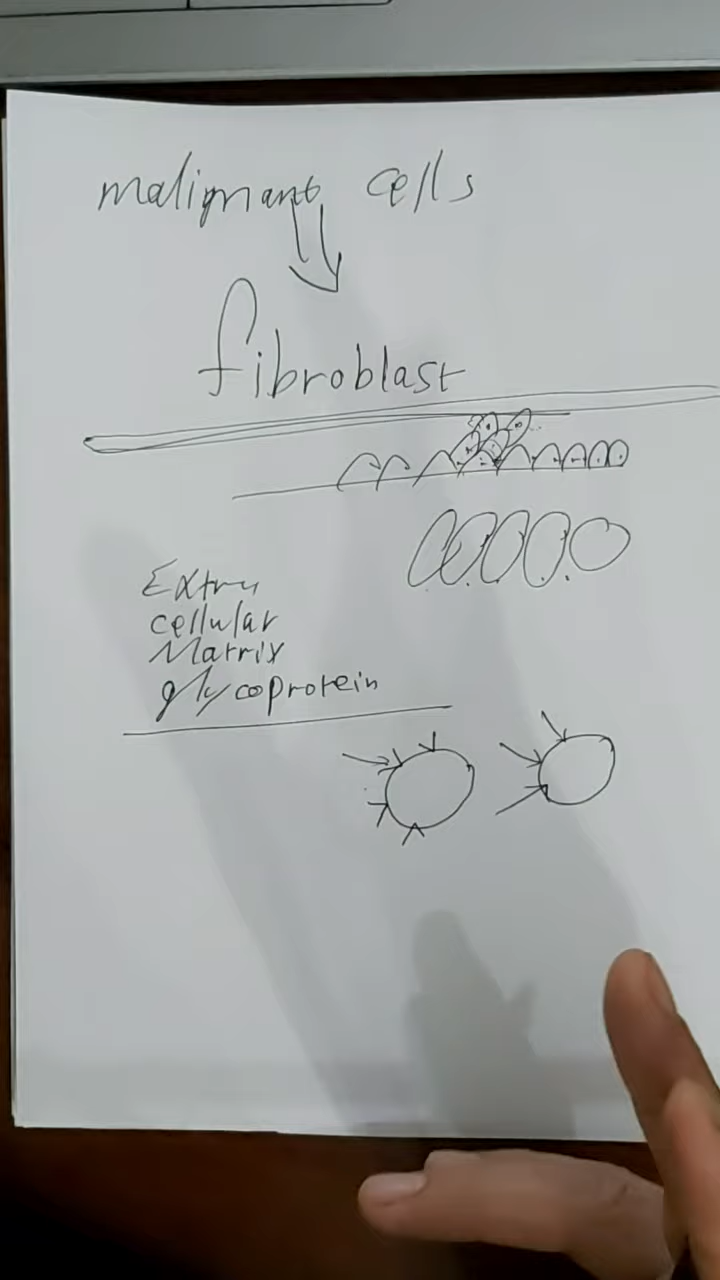 malignant cells
fibroblast
Extra
cellular
Matrix
glycoprotein